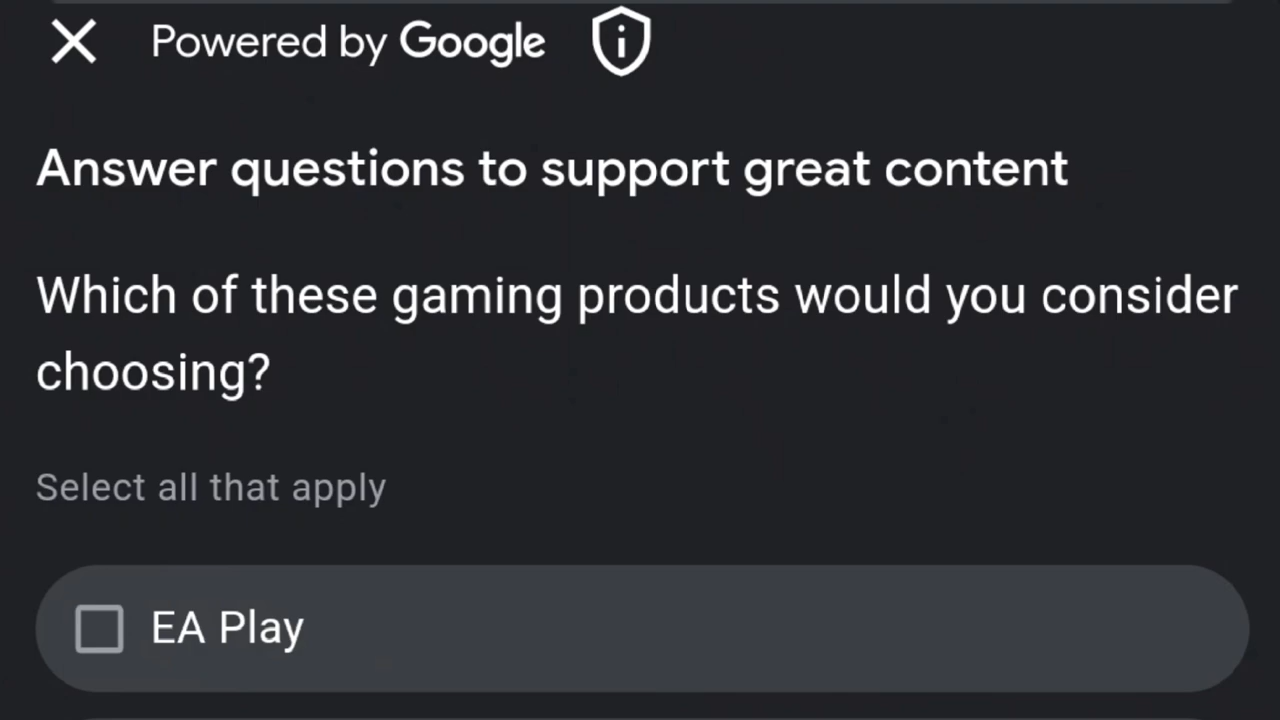 Powered by Google
Answer questions to support great content
Which of these gaming products would you consider
choosing?
Select all that apply
EA Play